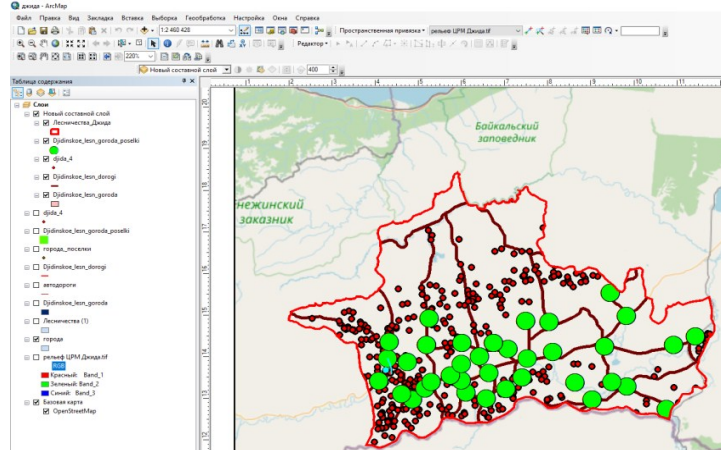 джида - ArcMap
Файл Правка Вид Закладка Вставка Выборка Геообработка Настройка Окна Справка
1:2 460 428
Пространственная привязка
рельеф ЦРМ Джида.tif
220%
Редактор
Новый составной слой
400
Таблица содержания
Слои
Новый составной слой
Лесничества_Джида
Djidinskoe_lesn_goroda_poselki
djida_4
Djidinskoe_lesn_dorogi
Djidinskoe_lesn_goroda
djida_4
Djidinskoe_lesn_goroda_poselki
города_поселки
Djidinskoe_lesn_dorogi
автодороги
Djidinskoe_lesn_goroda
Лесничества (1)
города
рельеф ЦРМ Джида.tif
RGB
Красный: Band_1
Зеленый: Band_2
Синий: Band_3
Базовая карта
OpenStreetMap
Байкальский
заповедник
нежинский
заказник